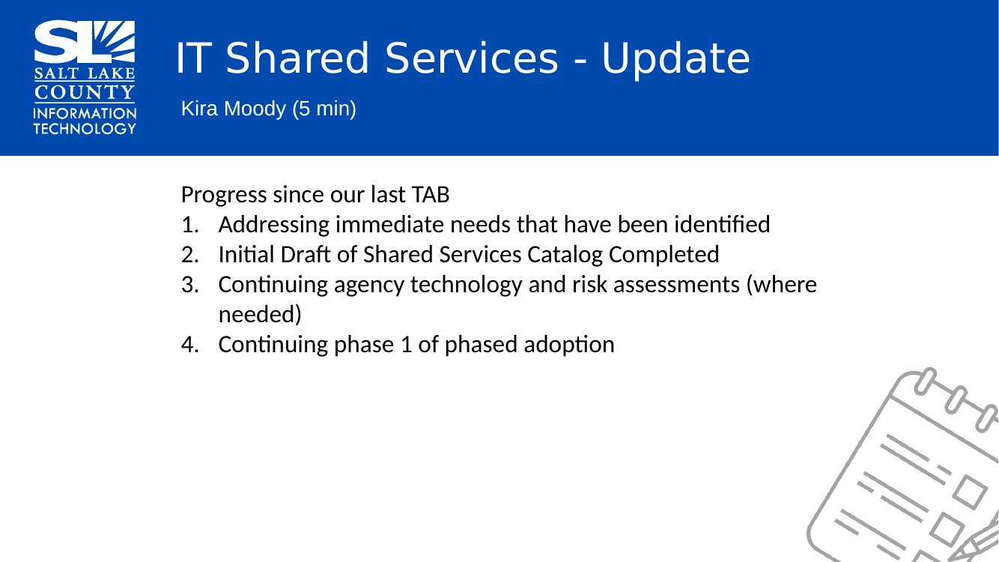 SL
SALT LAKE
COUNTY
INFORMATION
TECHNOLOGY
IT Shared Services - Update
Kira Moody (5 min)
Progress since our last TAB
1. Addressing immediate needs that have been identified
2. Initial Draft of Shared Services Catalog Completed
3. Continuing agency technology and risk assessments (where
needed)
4. Continuing phase 1 of phased adoption